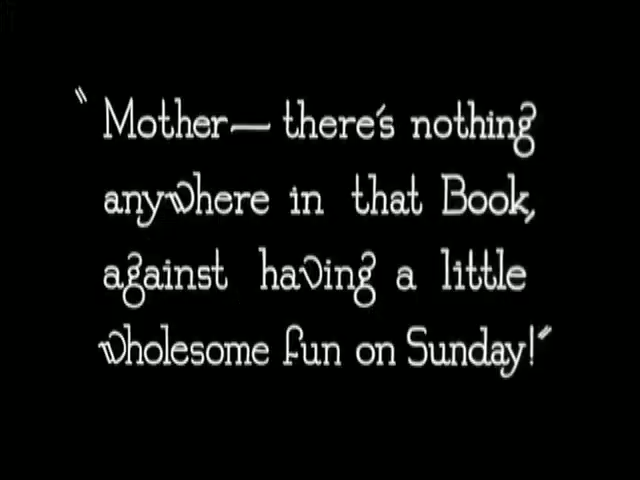 "Mother— there's nothing
anywhere in that Book,
against having a little
wholesome fun on Sunday!"